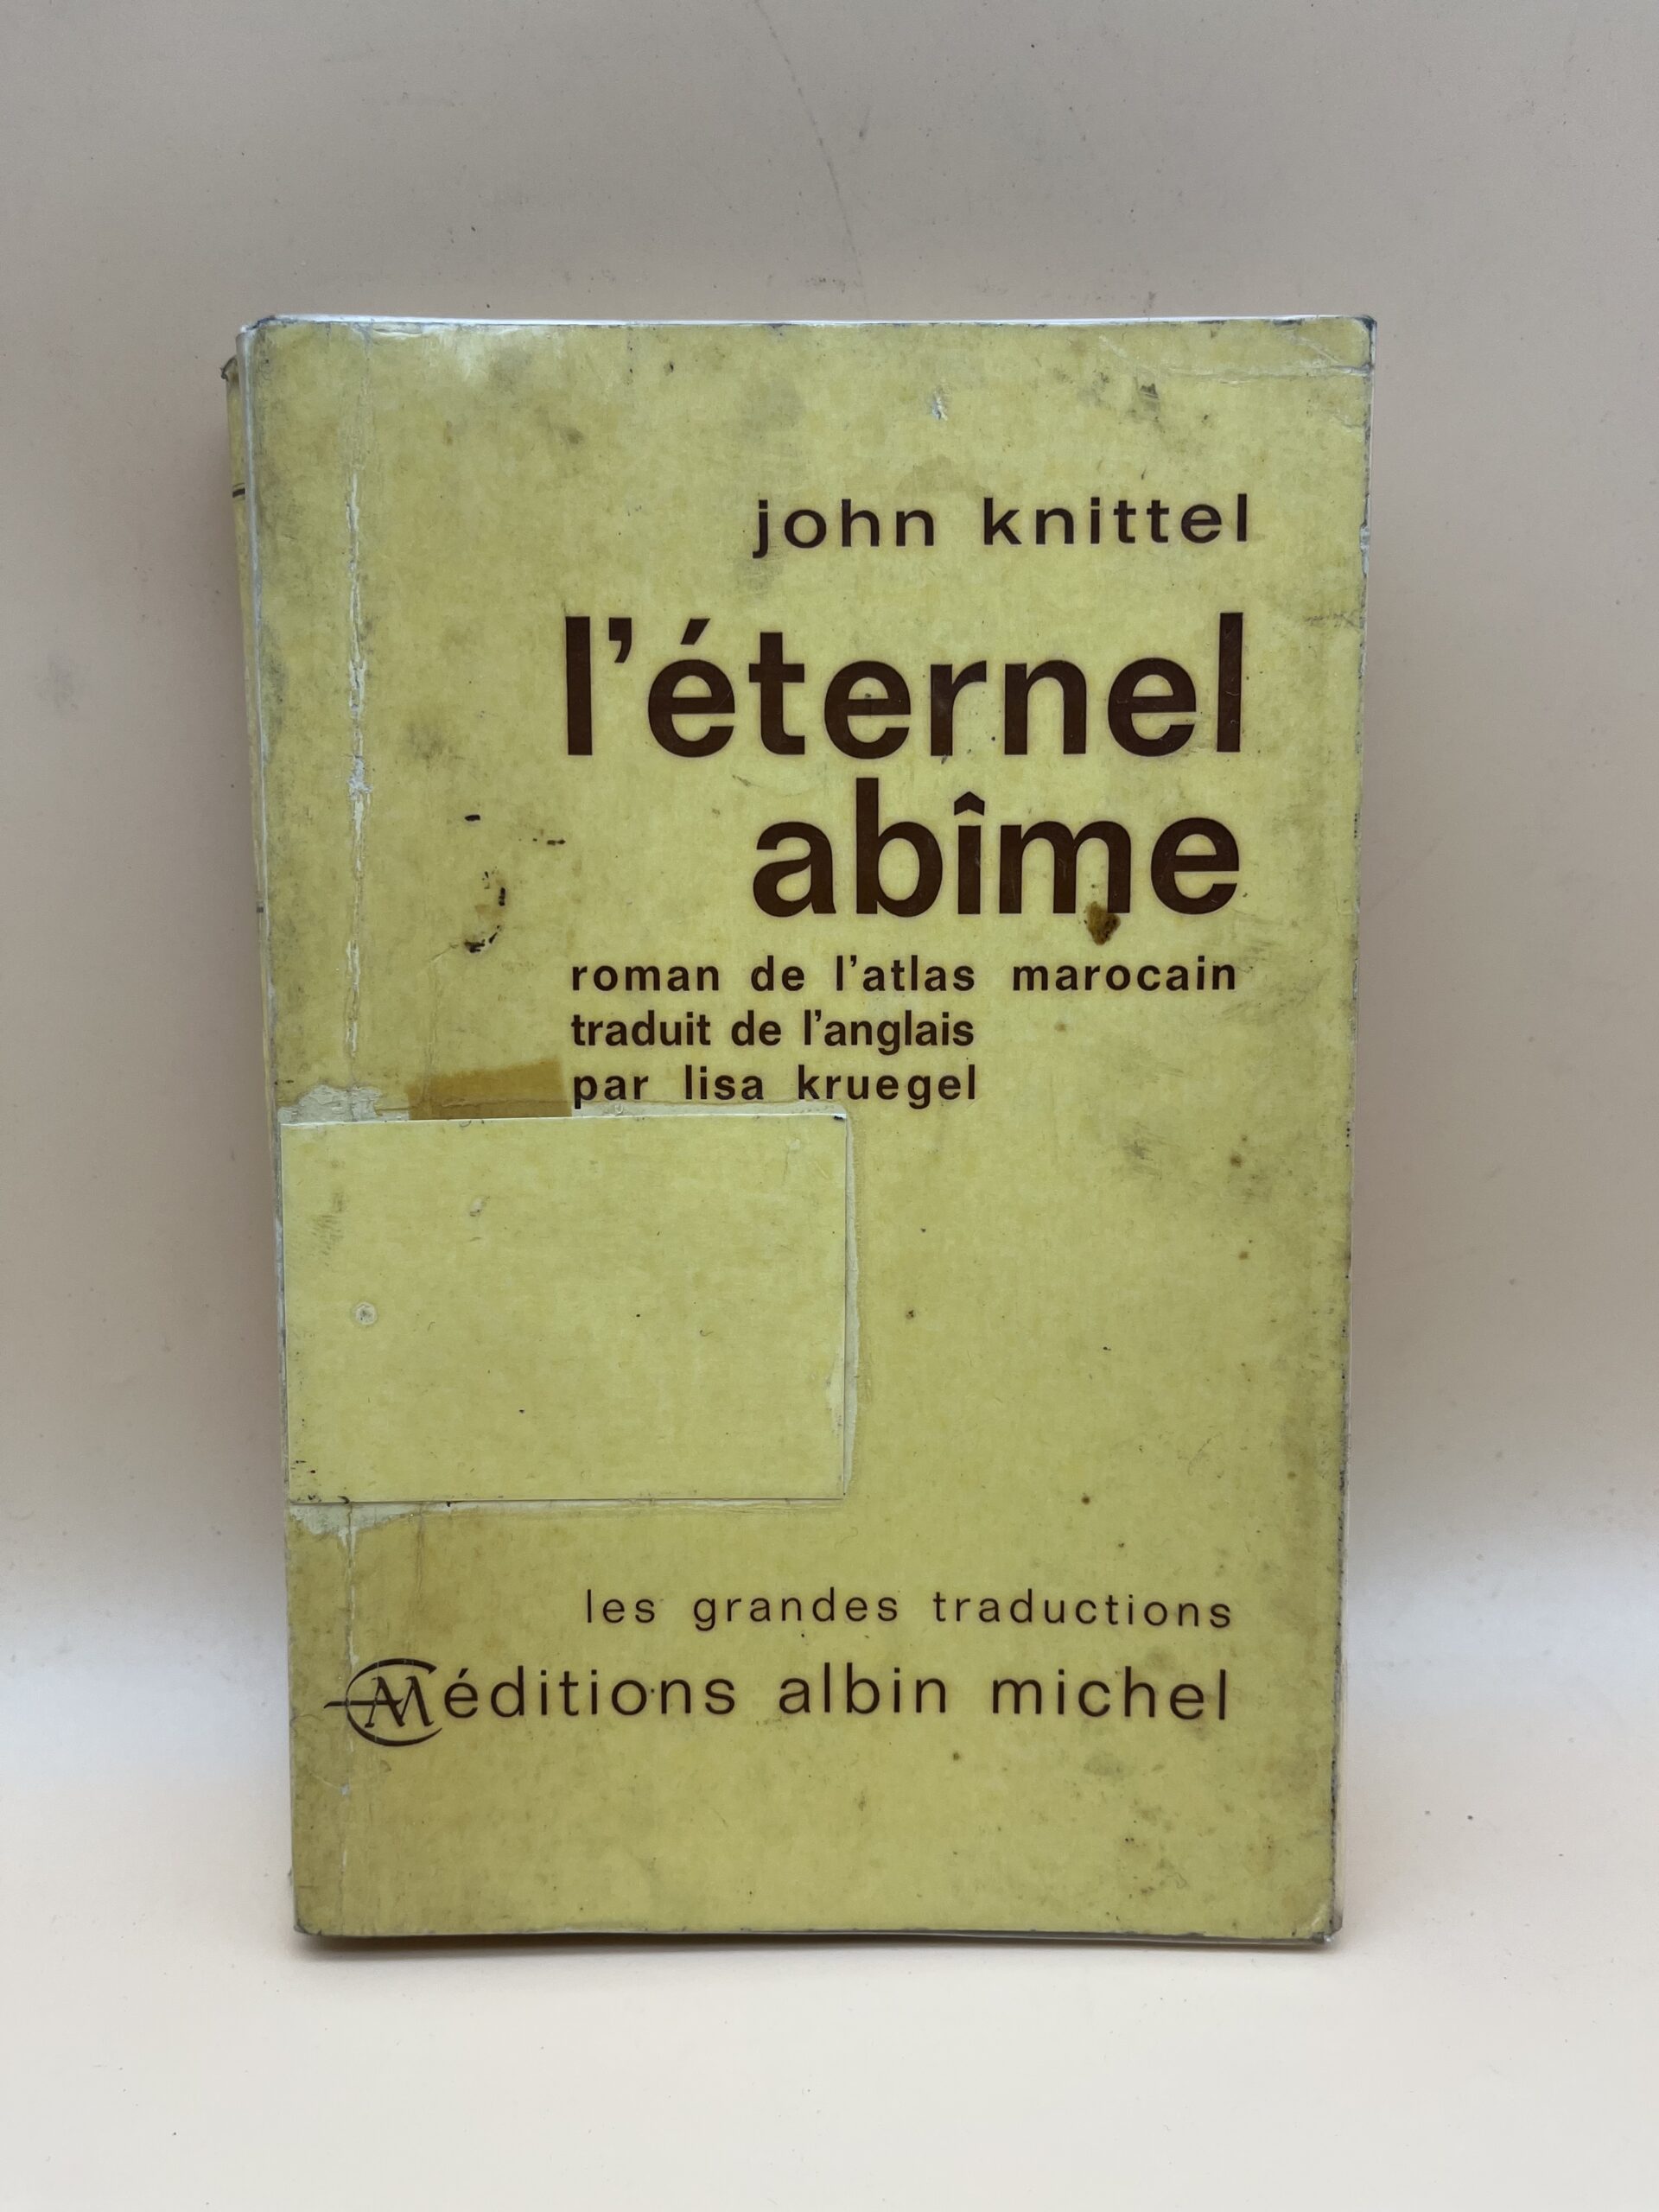 john knittel
l'éternel
abîme
roman de l'atlas marocain
traduit de l'anglais
par lisa kruegel
les grandes traductions
AM éditions albin michel